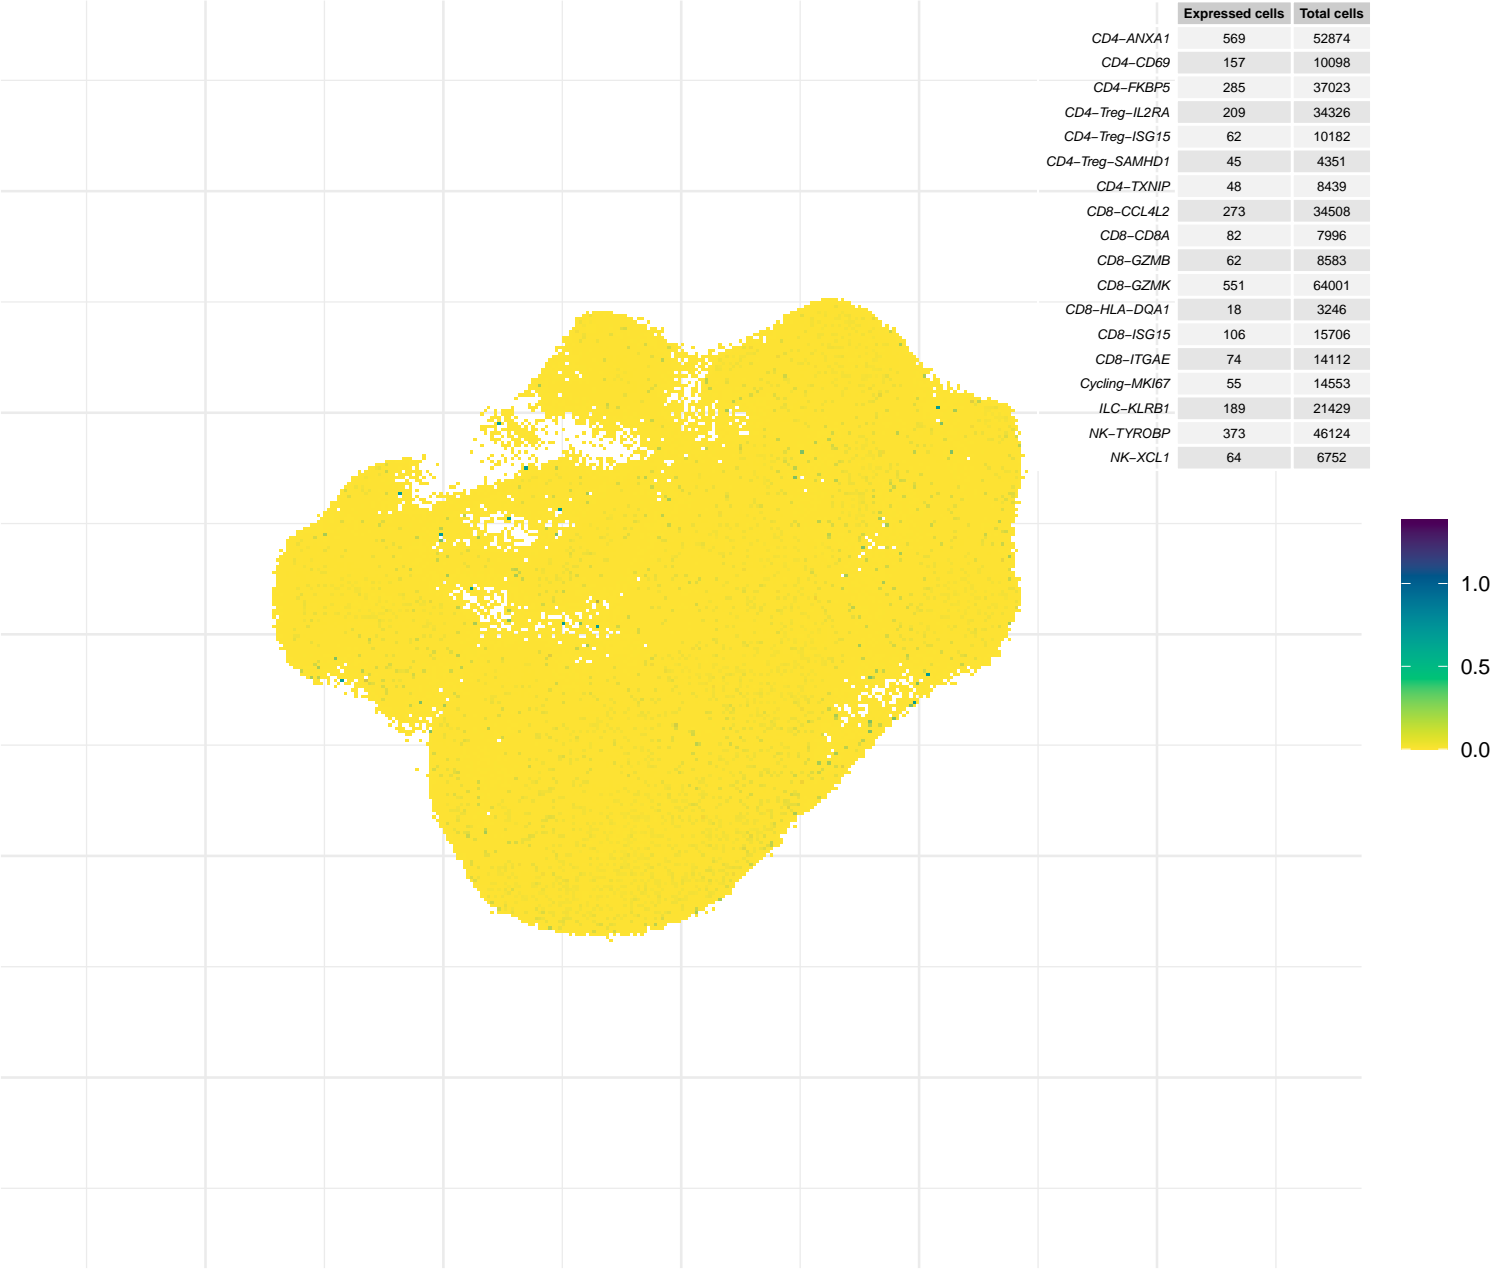 Expressed cells Total cells
CD4−ANXA1 569 52874
CD4−CD69 157 10098
CD4−FKBP5 285 37023
CD4−Treg−IL2RA 209 34326
CD4−Treg−ISG15 62 10182
CD4−Treg−SAMHD1 45 4351
CD4−TXNIP 48 8439
CD8−CCL4L2 273 34508
CD8−CD8A 82 7996
CD8−GZMB 62 8583
CD8−GZMK 551 64001
CD8−HLA−DQA1 18 3246
CD8−ISG15 106 15706
CD8−ITGAE 74 14112
Cycling−MKI67 55 14553
ILC−KLRB1 189 21429
NK−TYROBP 373 46124
NK−XCL1 64 6752
1.0
0.5
0.0